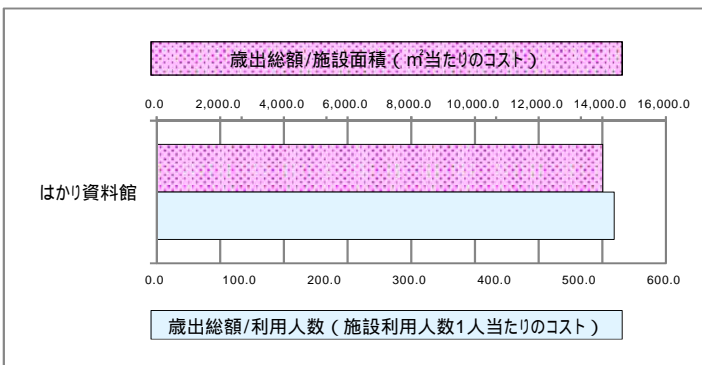 歳出総額/施設面積(㎡当たりのコスト)
0.0 2,000.0 4,000.0 6,000.0 8,000.0 10,000.0 12,000.0 14,000.0 16,000.0
はかり資料館
0.0 100.0 200.0 300.0 400.0 500.0 600.0
歳出総額/利用人数(施設利用人数1人当たりのコスト)